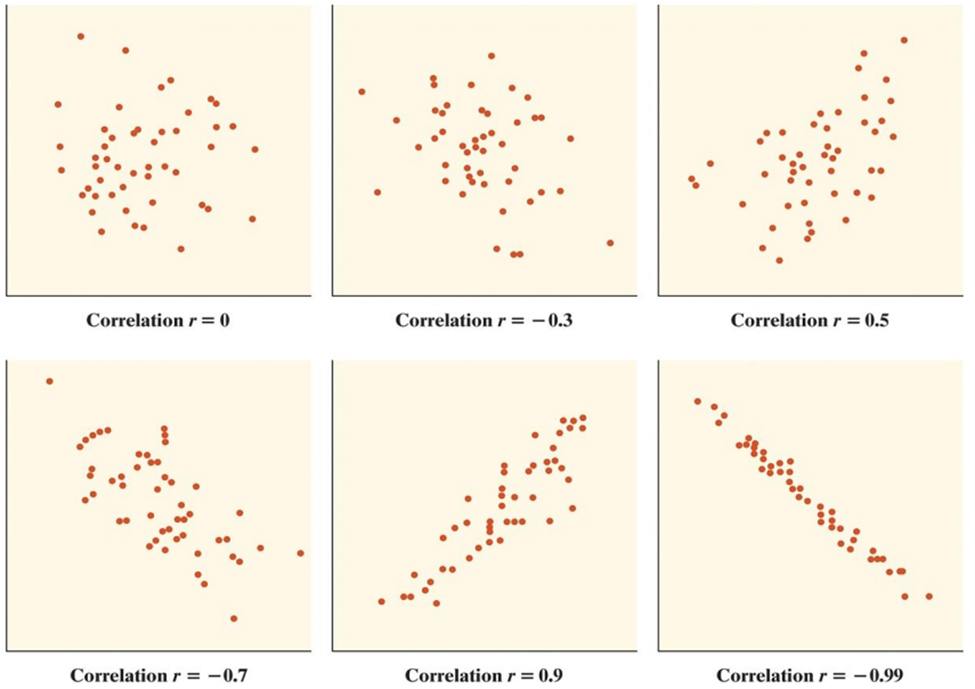 Correlation r = 0
Correlation r = −0.3
Correlation r = 0.5
Correlation r = −0.7
Correlation r = 0.9
Correlation r = −0.99